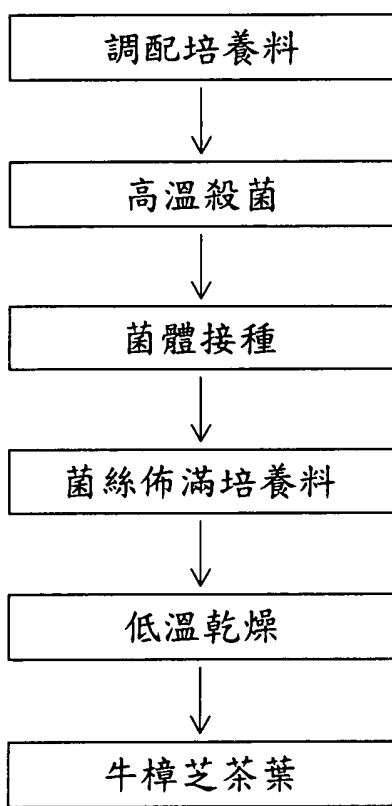 調配培養料
高溫殺菌
菌體接種
菌絲佈滿培養料
低溫乾燥
牛樟芝茶葉